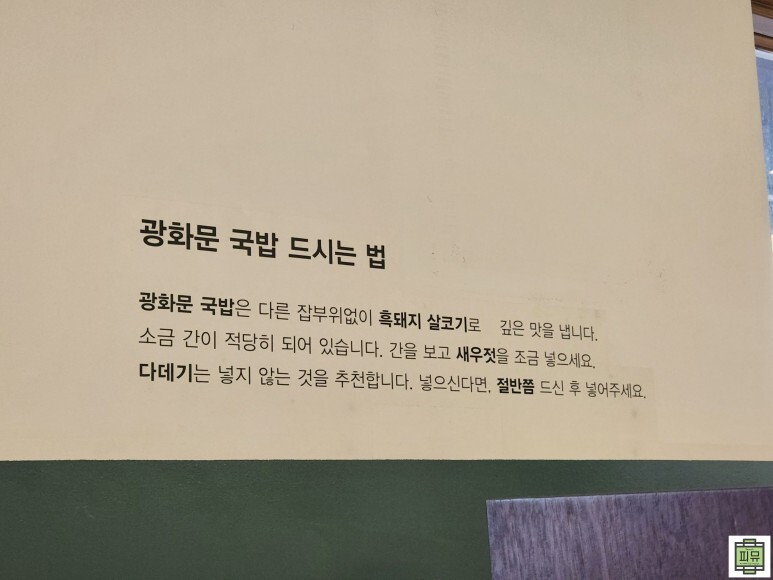 광화문 국밥 드시는 법
광화문 국밥은 다른 잡부위없이 흑돼지 살코기로 깊은 맛을 냅니다.
소금 간이 적당히 되어 있습니다. 간을 보고 새우젓을 조금 넣으세요.
다데기는 넣지 않는 것을 추천합니다. 넣으신다면, 절반쯤 드신 후 넣어주세요.
피뮤